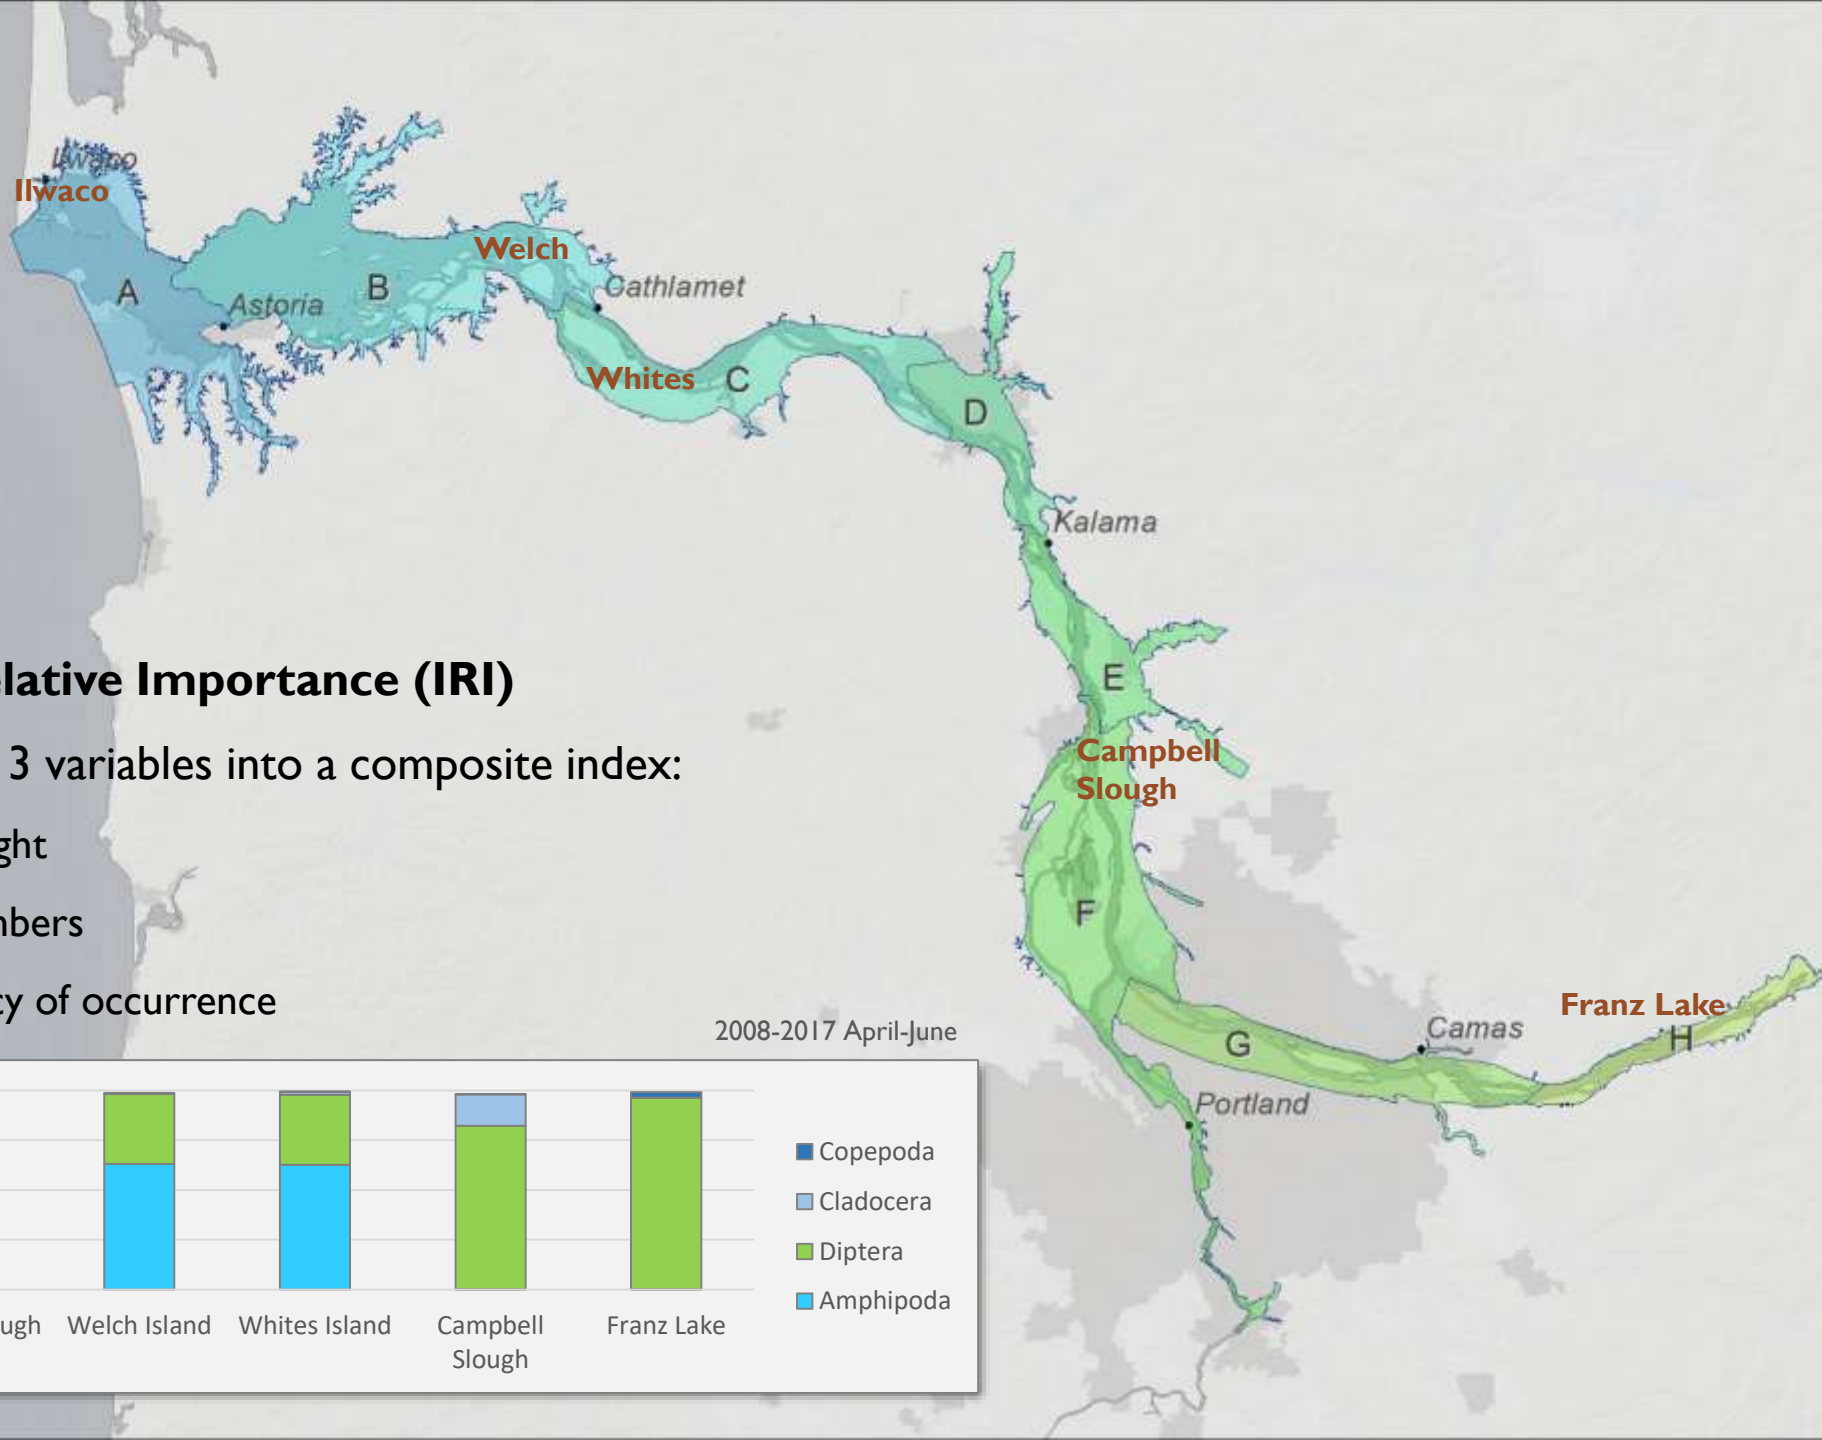 Ilwaco
Ilwaco
Welch
A
B
Astoria
Cathlamet
Whites
C
D
Kalama
E
Campbell
Slough
F
elative Importance (IRI)
3 variables into a composite index:
ght
nbers
cy of occurrence
2008-2017 April-June
Franz Lake
G
Camas
H
Portland
Copepoda
Cladocera
Diptera
Amphipoda
ugh Welch Island Whites Island Campbell Slough Franz Lake